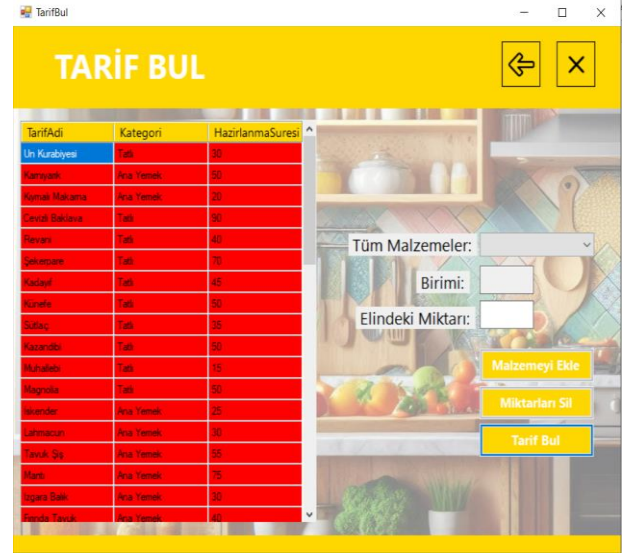 TarifBul
TARİF BUL
TarifAdi Kategori HazirlanmaSuresi
Un Kurabiyesi Tatlı 30
Karnıyarık Ana Yemek 50
Kıymalı Makarna Ana Yemek 20
Cevizli Baklava Tatlı 90
Revani Tatlı 40
Şekerpare Tatlı 70
Kadayıf Tatlı 45
Künefe Tatlı 50
Sütlaç Tatlı 35
Kazandibi Tatlı 50
Muhallebi Tatlı 15
Magnolia Tatlı 50
İskender Ana Yemek 25
Lahmacun Ana Yemek 30
Tavuk Şiş Ana Yemek 55
Mantı Ana Yemek 75
Izgara Balık Ana Yemek 30
Tavuk Ana Yemek 40
Tüm Malzemeler:
Birimi:
Elindeki Miktarı:
Malzemeyi Ekle
Miktarları Sil
Tarif Bul